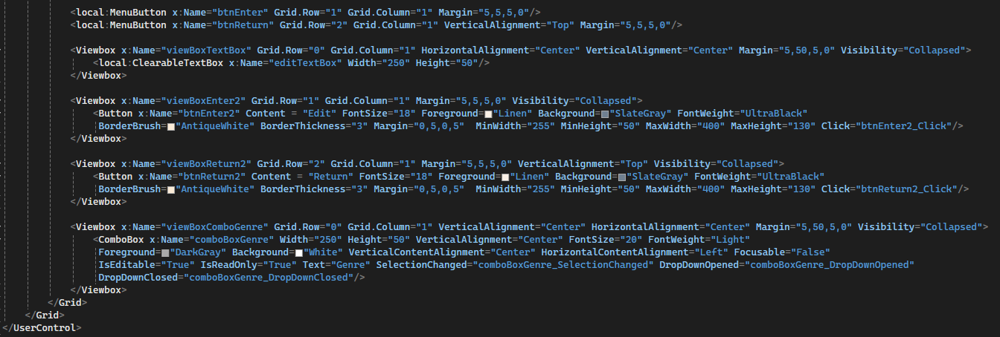 <local:MenuButton x:Name="btnEnter" Grid.Row="1" Grid.Column="1" Margin="5,5,5,0"/>
<local:MenuButton x:Name="btnReturn" Grid.Row="2" Grid.Column="1" VerticalAlignment="Top" Margin="5,5,5,0"/>
<Viewbox x:Name="viewBoxTextBox" Grid.Row="0" Grid.Column="1" HorizontalAlignment="Center" VerticalAlignment="Center" Margin="5,50,5,0" Visibility="Collapsed">
<local:ClearableTextBox x:Name="editTextBox" Width="250" Height="50"/>
</Viewbox>
<Viewbox x:Name="viewBoxEnter2" Grid.Row="1" Grid.Column="1" Margin="5,5,5,0" Visibility="Collapsed">
<Button x:Name="btnEnter2" Content = "Edit" FontSize="18" Foreground="Linen" Background="SlateGray" FontWeight="UltraBlack"
BorderBrush="AntiqueWhite" BorderThickness="3" Margin="0,5,0,5"  MinWidth="255" MinHeight="50" MaxWidth="400" MaxHeight="130" Click="btnEnter2_Click"/>
</Viewbox>
<Viewbox x:Name="viewBoxReturn2" Grid.Row="2" Grid.Column="1" Margin="5,5,5,0" VerticalAlignment="Top" Visibility="Collapsed">
<Button x:Name="btnReturn2" Content = "Return" FontSize="18" Foreground="Linen" Background="SlateGray" FontWeight="UltraBlack"
BorderBrush="AntiqueWhite" BorderThickness="3" Margin="0,5,0,5"  MinWidth="255" MinHeight="50" MaxWidth="400" MaxHeight="130" Click="btnReturn2_Click"/>
</Viewbox>
<Viewbox x:Name="viewBoxComboGenre" Grid.Row="0" Grid.Column="1" VerticalAlignment="Center" HorizontalAlignment="Center" Margin="5,50,5,0" Visibility="Collapsed">
<ComboBox x:Name="comboBoxGenre" Width="250" Height="50" VerticalAlignment="Center" FontSize="20" FontWeight="Light"
Foreground="DarkGray" Background="White" VerticalContentAlignment="Center" HorizontalContentAlignment="Left" Focusable="False"
IsEditable="True" IsReadOnly="True" Text="Genre" SelectionChanged="comboBoxGenre_SelectionChanged" DropDownOpened="comboBoxGenre_DropDownOpened"
DropDownClosed="comboBoxGenre_DropDownClosed"/>
</Viewbox>
</Grid>
</Grid>
</UserControl>